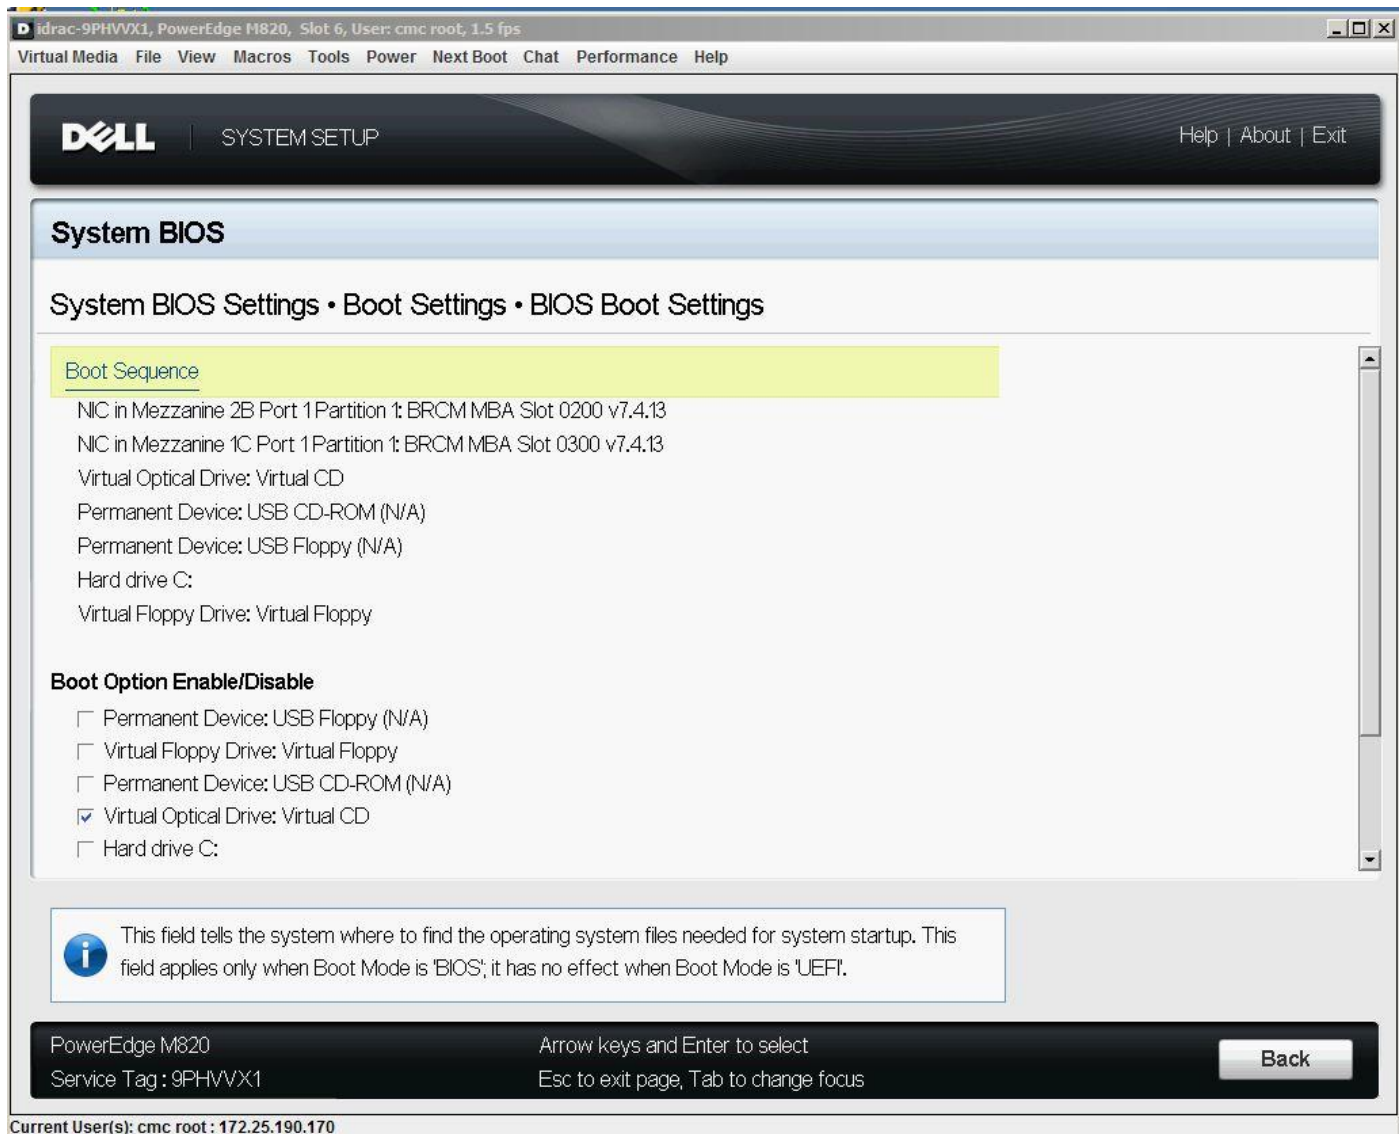 idrac-9PHVVX1, PowerEdge M820, Slot 6, User: cmc root, 1.5 fps
Virtual Media File View Macros Tools Power Next Boot Chat Performance Help
DELL SYSTEM SETUP Help | About | Exit
System BIOS
System BIOS Settings • Boot Settings • BIOS Boot Settings
Boot Sequence
NIC in Mezzanine 2B Port 1 Partition 1: BRCM MBA Slot 0200 v7.4.13
NIC in Mezzanine 1C Port 1 Partition 1: BRCM MBA Slot 0300 v7.4.13
Virtual Optical Drive: Virtual CD
Permanent Device: USB CD-ROM (N/A)
Permanent Device: USB Floppy (N/A)
Hard drive C:
Virtual Floppy Drive: Virtual Floppy
Boot Option Enable/Disable
Permanent Device: USB Floppy (N/A)
Virtual Floppy Drive: Virtual Floppy
Permanent Device: USB CD-ROM (N/A)
Virtual Optical Drive: Virtual CD
Hard drive C:
This field tells the system where to find the operating system files needed for system startup. This
field applies only when Boot Mode is 'BIOS'; it has no effect when Boot Mode is 'UEFI'.
PowerEdge M820 Arrow keys and Enter to select
Service Tag : 9PHVVX1 Esc to exit page, Tab to change focus
Back
Current User(s): cmc root : 172.25.190.170